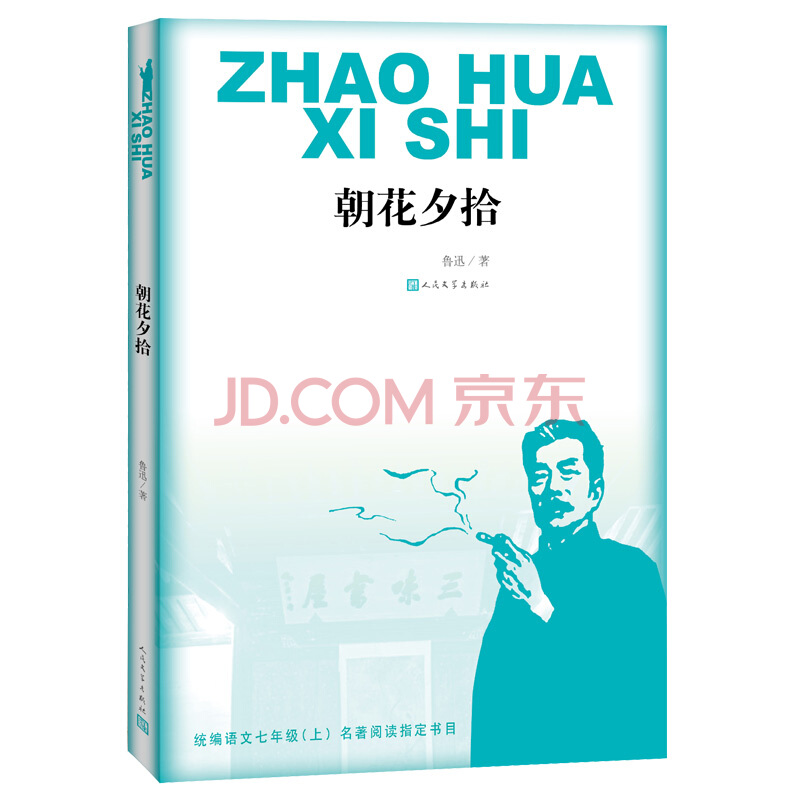 ZHAO HUA
XI SHI
朝花夕拾
鲁迅/著
人民文学出版社
JD.COM 京东
三味書屋
统编语文七年级(上)名著阅读指定书目
ZHAO HUA
XI SHI
朝花夕拾
鲁迅/著
人民文学出版社